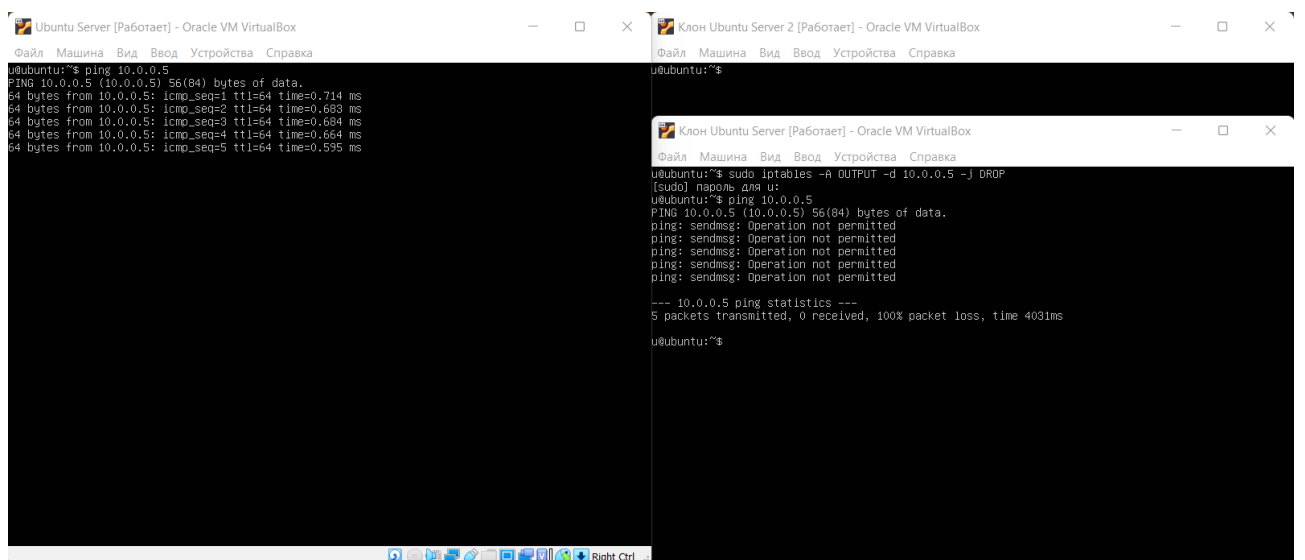 Ubuntu Server [Работает] - Oracle VM VirtualBox
Файл Машина Вид Ввод Устройства Справка
u@ubuntu:~$ ping 10.0.0.5
PING 10.0.0.5 (10.0.0.5) 56(84) bytes of data.
64 bytes from 10.0.0.5: icmp_seq=1 ttl=64 time=0.714 ms
64 bytes from 10.0.0.5: icmp_seq=2 ttl=64 time=0.683 ms
64 bytes from 10.0.0.5: icmp_seq=3 ttl=64 time=0.684 ms
64 bytes from 10.0.0.5: icmp_seq=4 ttl=64 time=0.664 ms
64 bytes from 10.0.0.5: icmp_seq=5 ttl=64 time=0.595 ms
Right Ctrl
Клон Ubuntu Server 2 [Работает] - Oracle VM VirtualBox
Файл Машина Вид Ввод Устройства Справка
u@ubuntu:~$
Клон Ubuntu Server [Работает] - Oracle VM VirtualBox
Файл Машина Вид Ввод Устройства Справка
u@ubuntu:~$ sudo iptables -A OUTPUT -d 10.0.0.5 -j DROP
[sudo] пароль для u:
u@ubuntu:~$ ping 10.0.0.5
PING 10.0.0.5 (10.0.0.5) 56(84) bytes of data.
ping: sendmsg: Operation not permitted
ping: sendmsg: Operation not permitted
ping: sendmsg: Operation not permitted
ping: sendmsg: Operation not permitted
ping: sendmsg: Operation not permitted
--- 10.0.0.5 ping statistics ---
5 packets transmitted, 0 received, 100% packet loss, time 4031ms
u@ubuntu:~$